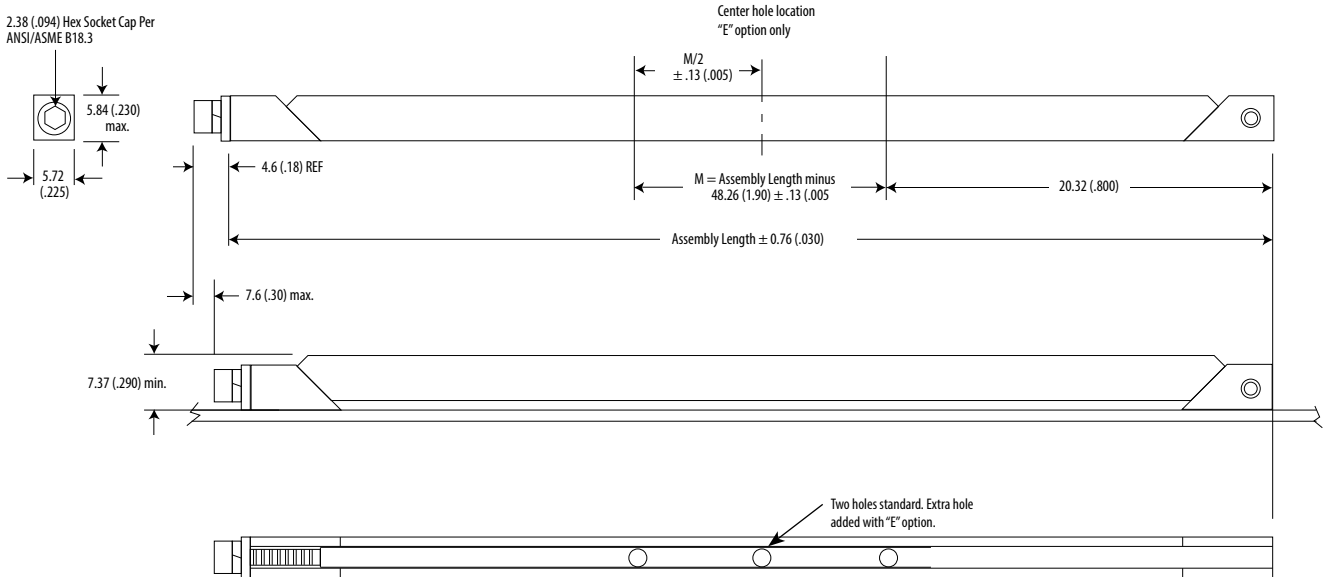 2.38 (.094) Hex Socket Cap Per
ANSI/ASME B18.3
5.84 (.230)
max.
5.72
(.225)
Center hole location
“E” option only
M/2
± .13 (.005)
4.6 (.18) REF
M = Assembly Length minus
48.26 (1.90) ± .13 (.005
20.32 (.800)
Assembly Length ± 0.76 (.030)
7.6 (.30) max.
7.37 (.290) min.
Two holes standard. Extra hole
added with “E” option.